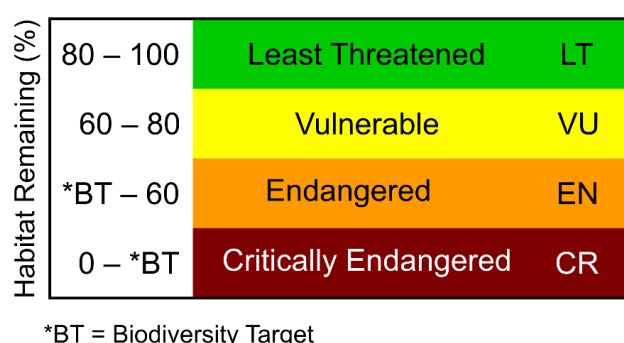 Habitat Remaining (%)
80 – 100 Least Threatened LT
60 – 80 Vulnerable VU
*BT – 60 Endangered EN
0 – *BT Critically Endangered CR
*BT = Biodiversity Target